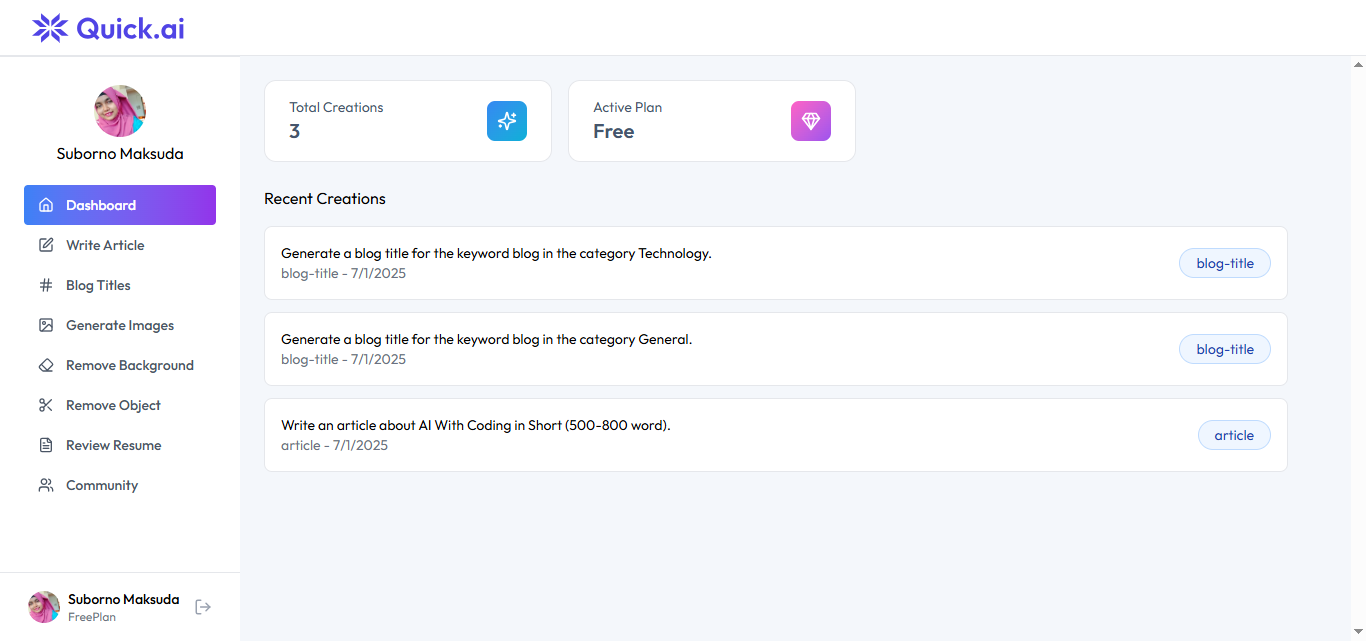 Quick.ai
Suborno Maksuda
Dashboard
Write Article
Blog Titles
Generate Images
Remove Background
Remove Object
Review Resume
Community
Suborno Maksuda
FreePlan
Total Creations
3
Active Plan
Free
Recent Creations
Generate a blog title for the keyword blog in the category Technology.
blog-title - 7/1/2025
blog-title
Generate a blog title for the keyword blog in the category General.
blog-title - 7/1/2025
blog-title
Write an article about AI With Coding in Short (500-800 word).
article - 7/1/2025
article